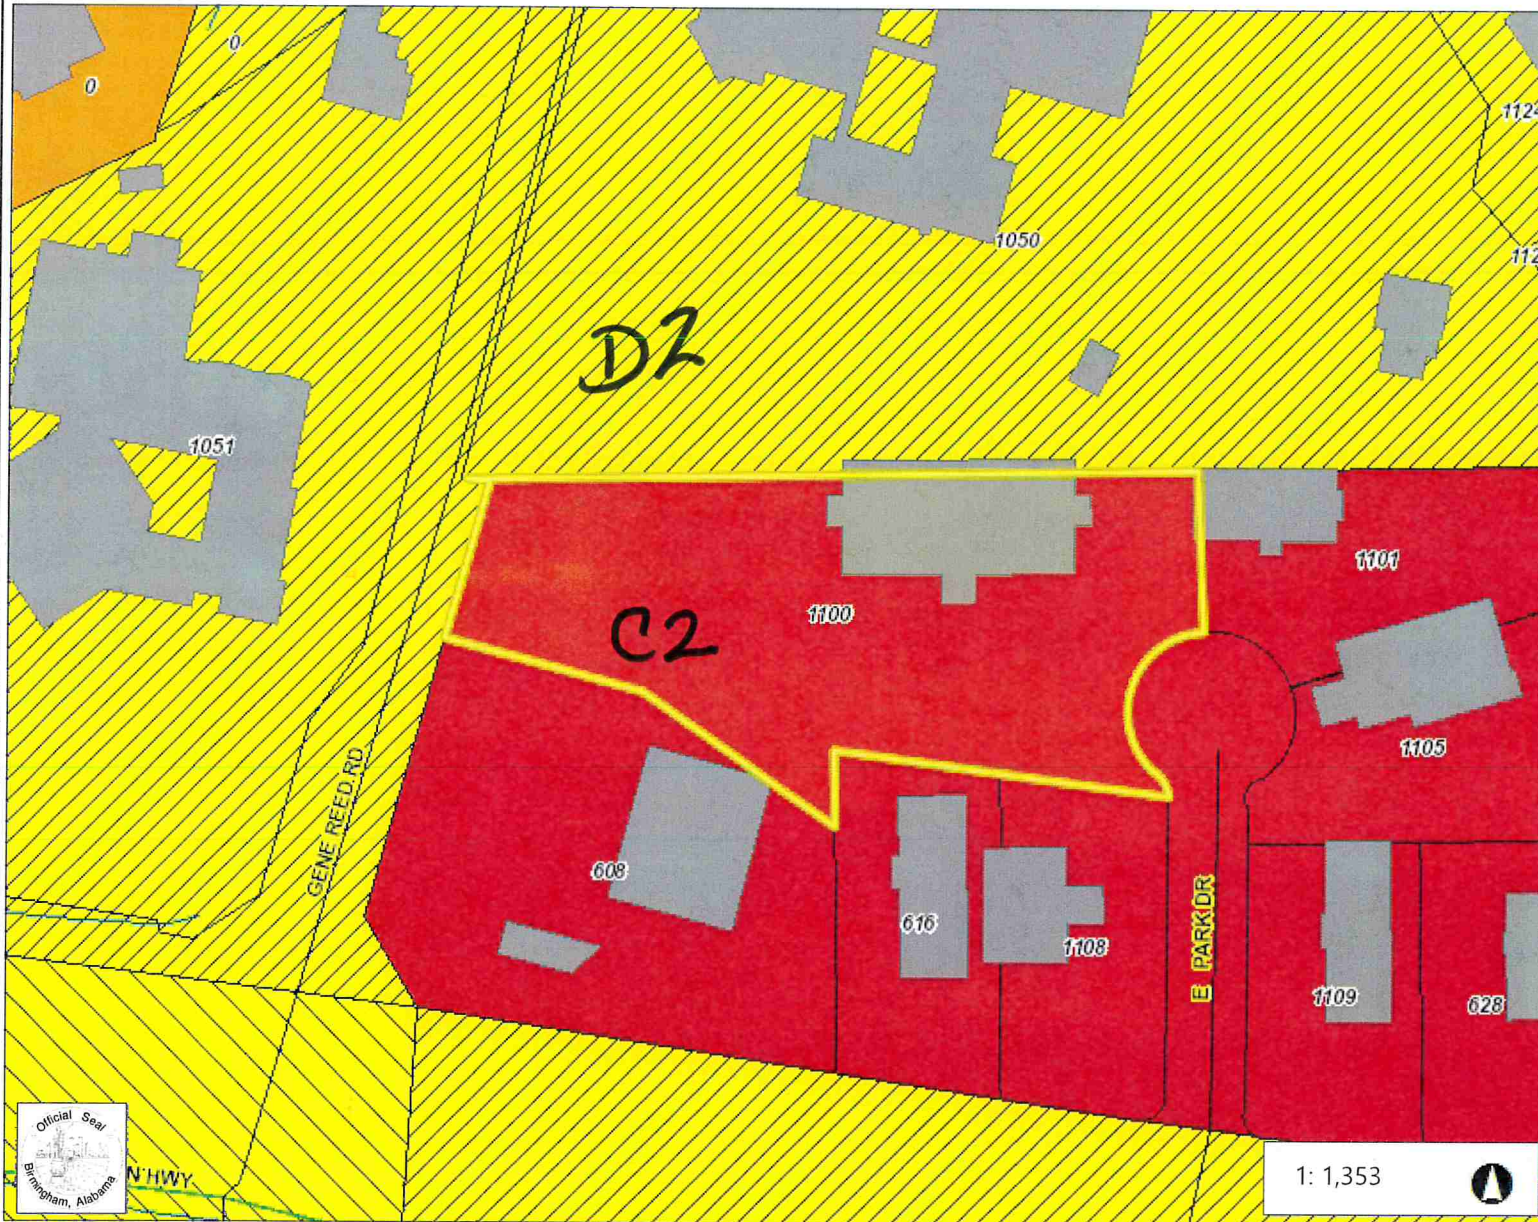 0
0
1124
1050
112
D2
1051
1101
1100
C2
1105
GENE REED RD
608
616
1108
E PARK DR
1109
628
Official Seal
Birmingham, Alabama
N HWY
1: 1,353